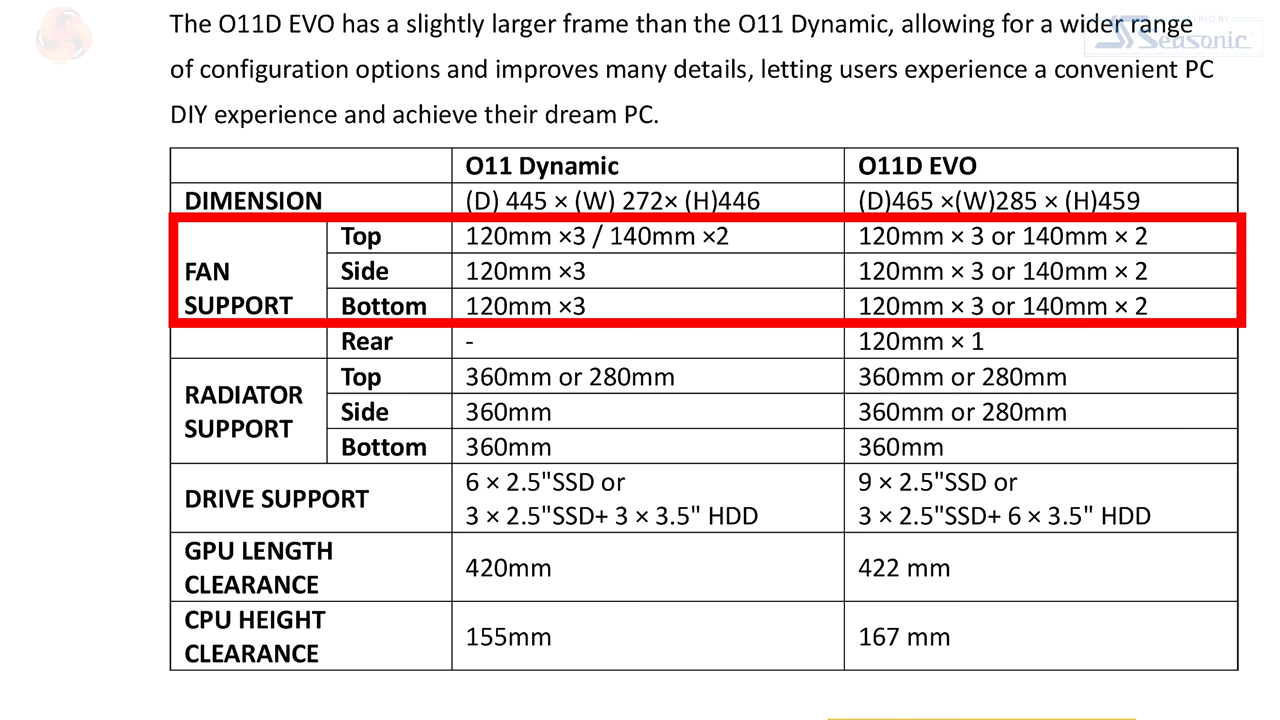 The O11D EVO has a slightly larger frame than the O11 Dynamic, allowing for a wider range
POWERED BY
Seasonic
of configuration options and improves many details, letting users experience a convenient PC
DIY experience and achieve their dream PC.
O11 Dynamic O11D EVO
DIMENSION (D) 445 × (W) 272× (H)446 (D)465 ×(W)285 × (H)459
FAN SUPPORT Top 120mm ×3 / 140mm ×2 120mm × 3 or 140mm × 2
Side 120mm ×3 120mm × 3 or 140mm × 2
Bottom 120mm ×3 120mm × 3 or 140mm × 2
Rear - 120mm × 1
RADIATOR SUPPORT Top 360mm or 280mm 360mm or 280mm
Side 360mm 360mm or 280mm
Bottom 360mm 360mm
DRIVE SUPPORT 6 × 2.5"SSD or 9 × 2.5"SSD or
3 × 2.5"SSD+ 3 × 3.5" HDD 3 × 2.5"SSD+ 6 × 3.5" HDD
GPU LENGTH
CLEARANCE 420mm 422 mm
CPU HEIGHT
CLEARANCE 155mm 167 mm